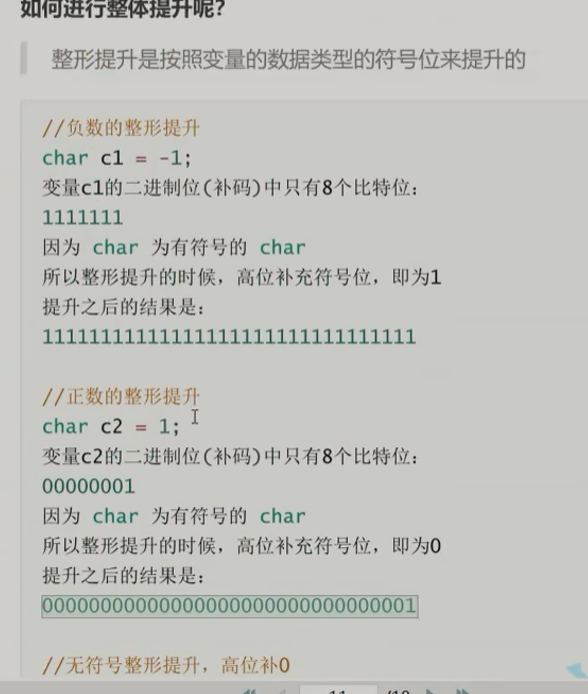 如何进行整体提升呢?
整形提升是按照变量的数据类型的符号位来提升的
//负数的整形提升
char c1 = -1;
变量c1的二进制位(补码)中只有8个比特位:
1111111
因为 char 为有符号的 char
所以整形提升的时候, 高位补充符号位, 即为1
提升之后的结果是:
11111111111111111111111111111111
//正数的整形提升
char c2 = 1;
变量c2的二进制位(补码)中只有8个比特位:
00000001
因为 char 为有符号的 char
所以整形提升的时候, 高位补充符号位, 即为0
提升之后的结果是:
00000000000000000000000000000001
//无符号整形提升, 高位补0